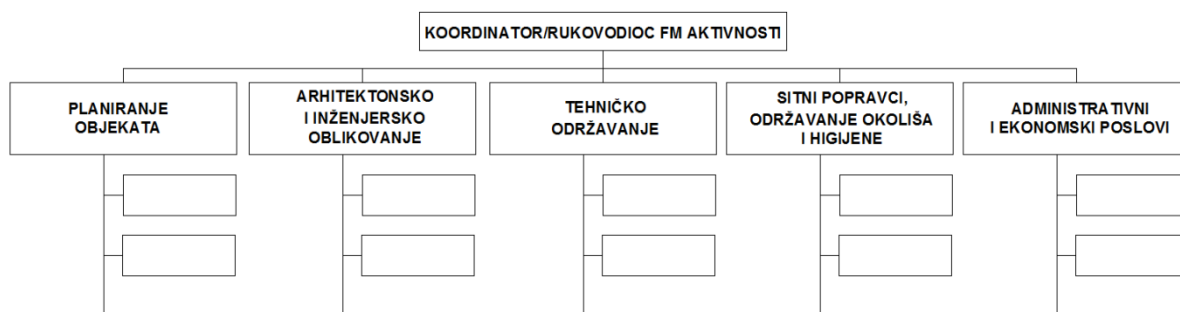 KOORDINATOR/RUKOVODIOC FM AKTIVNOSTI
PLANIRANJE
OBJEKATA
ARHITEKTONSKO
I INŽENJERSKO
OBLIKOVANJE
TEHNIČKO
ODRŽAVANJE
SITNI POPRAVCI,
ODRŽAVANJE OKOLIŠA
I HIGIJENE
ADMINISTRATIVNI
I EKONOMSKI POSLOVI